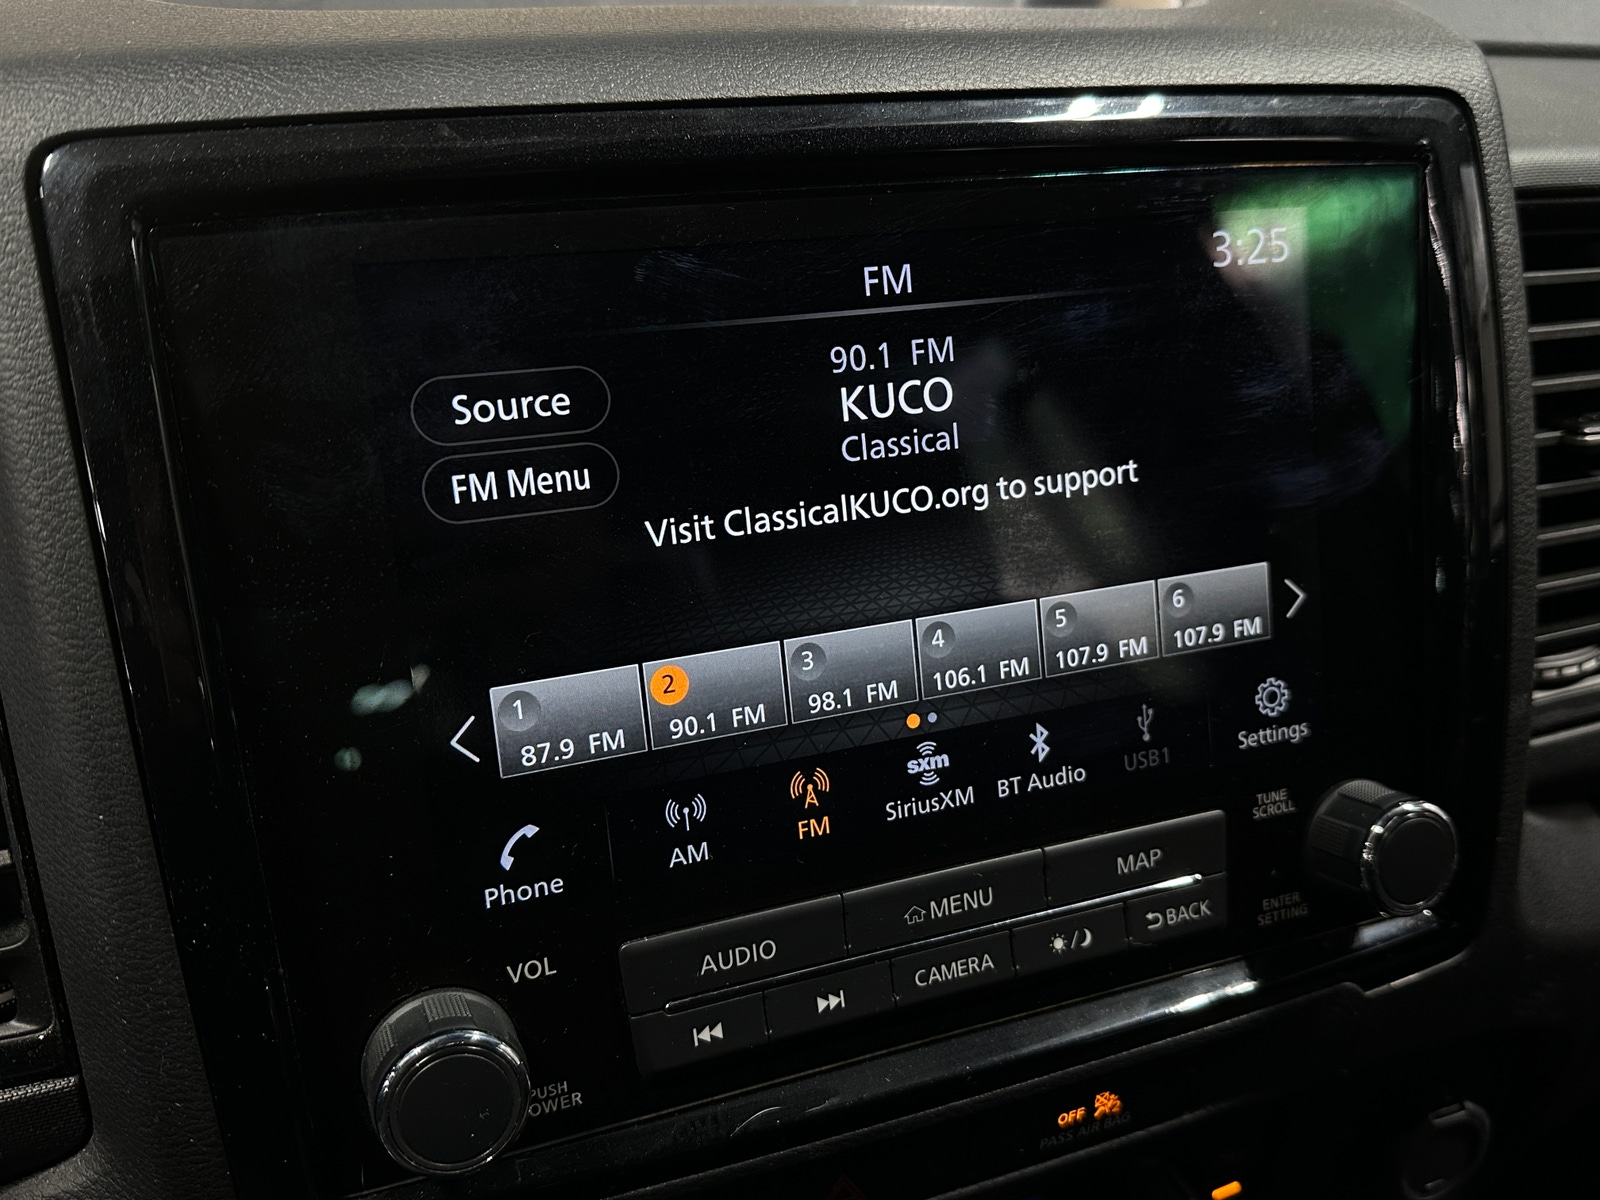 3:25
FM
90.1 FM
KUCO
Classical
Source
FM Menu
Visit ClassicalKUCO.org to support
1
87.9 FM
2
90.1 FM
3
98.1 FM
4
106.1 FM
5
107.9 FM
6
107.9 FM
Phone
AM
FM
sxm
SiriusXM
BT Audio
USB1
Settings
TUNE
SCROLL
VOL
AUDIO
MENU
MAP
ENTER
SETTING
CAMERA
BACK
PUSH
POWER
OFF
PASS AIR BAG